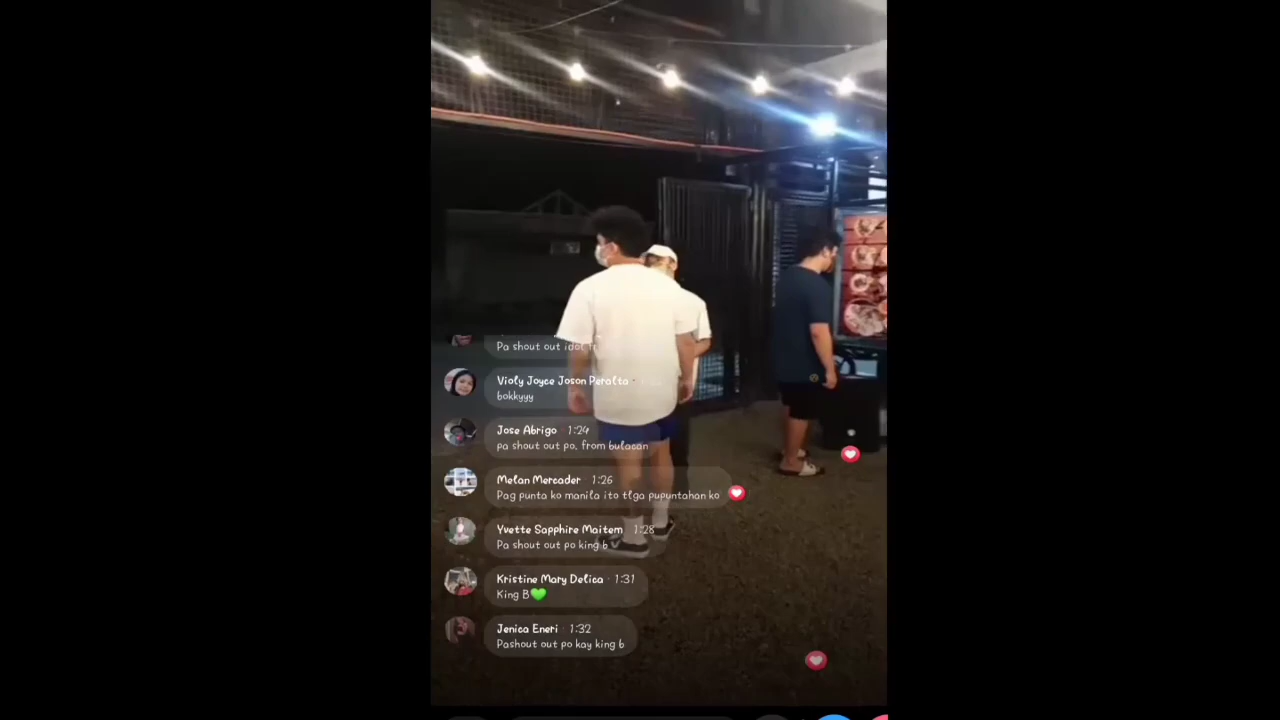 Pa shout out idol fr
Violy Joyce Joson Peralta
bokkyyy
Jose Abrigo · 1:24
pa shout out po. from bulacan
Melan Mercader 1:26
Pag punta ko manila ito tlga pupuntahan ko
Yvette Sapphire Maitem · 1:28
Pa shout out po king b
Kristine Mary Delica · 1:31
King B💚
Jenica Eneri · 1:32
Pashout out po kay king b